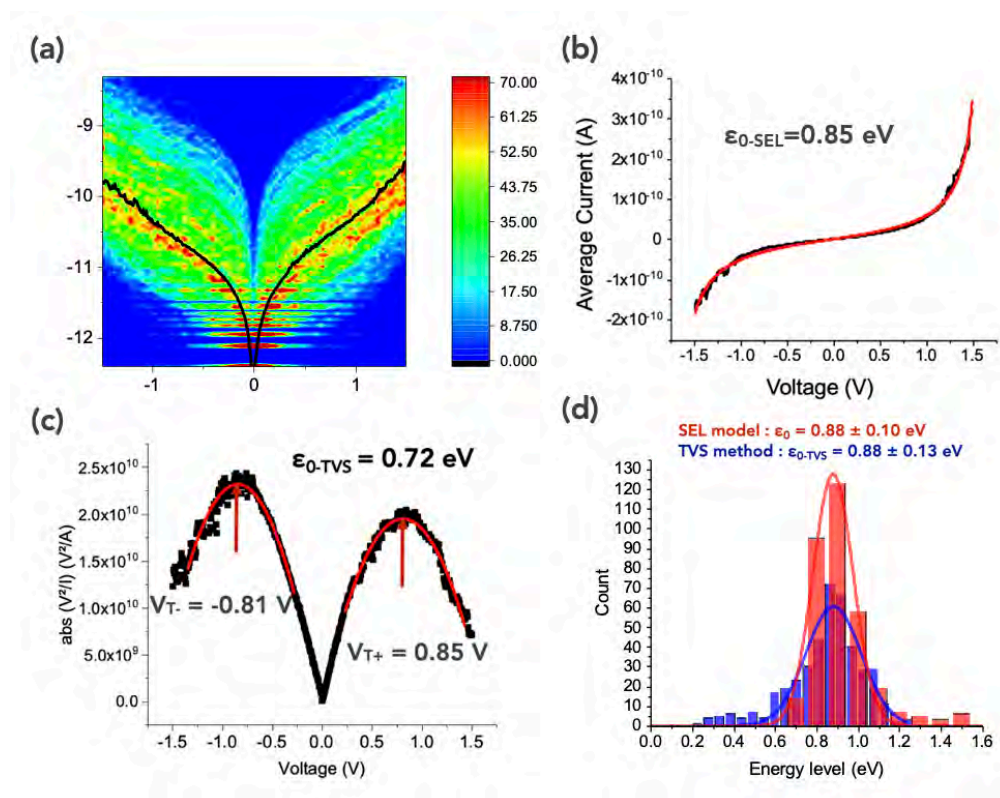 (a)
-9
-10
-11
-12
-1
0
1
70.00
61.25
52.50
43.75
35.00
26.25
17.50
8.750
0.000
(b)
Average Current (A)
4x10⁻¹⁰
3x10⁻¹⁰
2x10⁻¹⁰
1x10⁻¹⁰
0
-1x10⁻¹⁰
-2x10⁻¹⁰
ε₀₋SEL=0.85 eV
-1.5 -1.0 -0.5 0.0 0.5 1.0 1.5
Voltage (V)
(c)
abs (V²/I) (V²/A)
2.5x10¹⁰
2.0x10¹⁰
1.5x10¹⁰
1.0x10¹⁰
5.0x10⁹
0.0
ε₀₋TVS = 0.72 eV
VT- = -0.81 V
VT+ = 0.85 V
-1.5 -1.0 -0.5 0.0 0.5 1.0 1.5
Voltage (V)
(d)
SEL model : ε₀ = 0.88 ± 0.10 eV
TVS method : ε₀₋TVS = 0.88 ± 0.13 eV
Count
130
120
110
100
90
80
70
60
50
40
30
20
10
0
0.0 0.2 0.4 0.6 0.8 1.0 1.2 1.4 1.6
Energy level (eV)